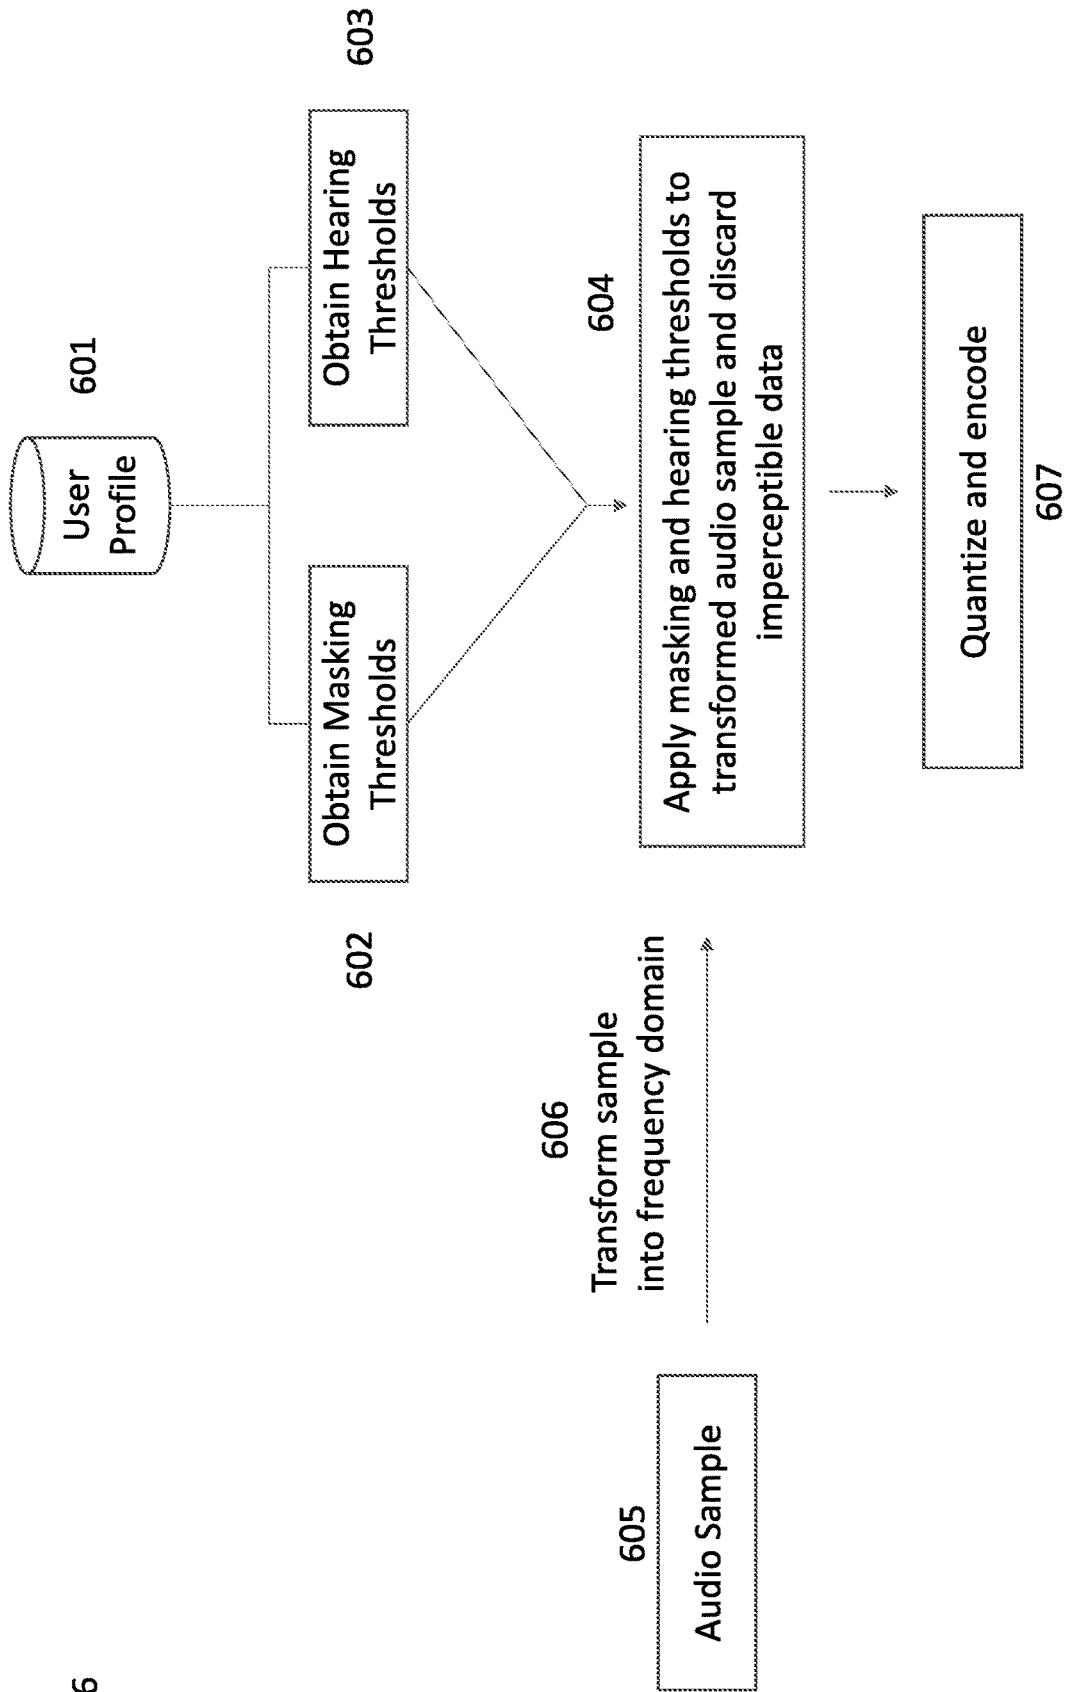 6
User
Profile
601
602
Obtain Masking
Thresholds
Obtain Hearing
Thresholds
603
605
Audio Sample
606
Transform sample
into frequency domain
604
Apply masking and hearing thresholds to
transformed audio sample and discard
imperceptible data
Quantize and encode
607